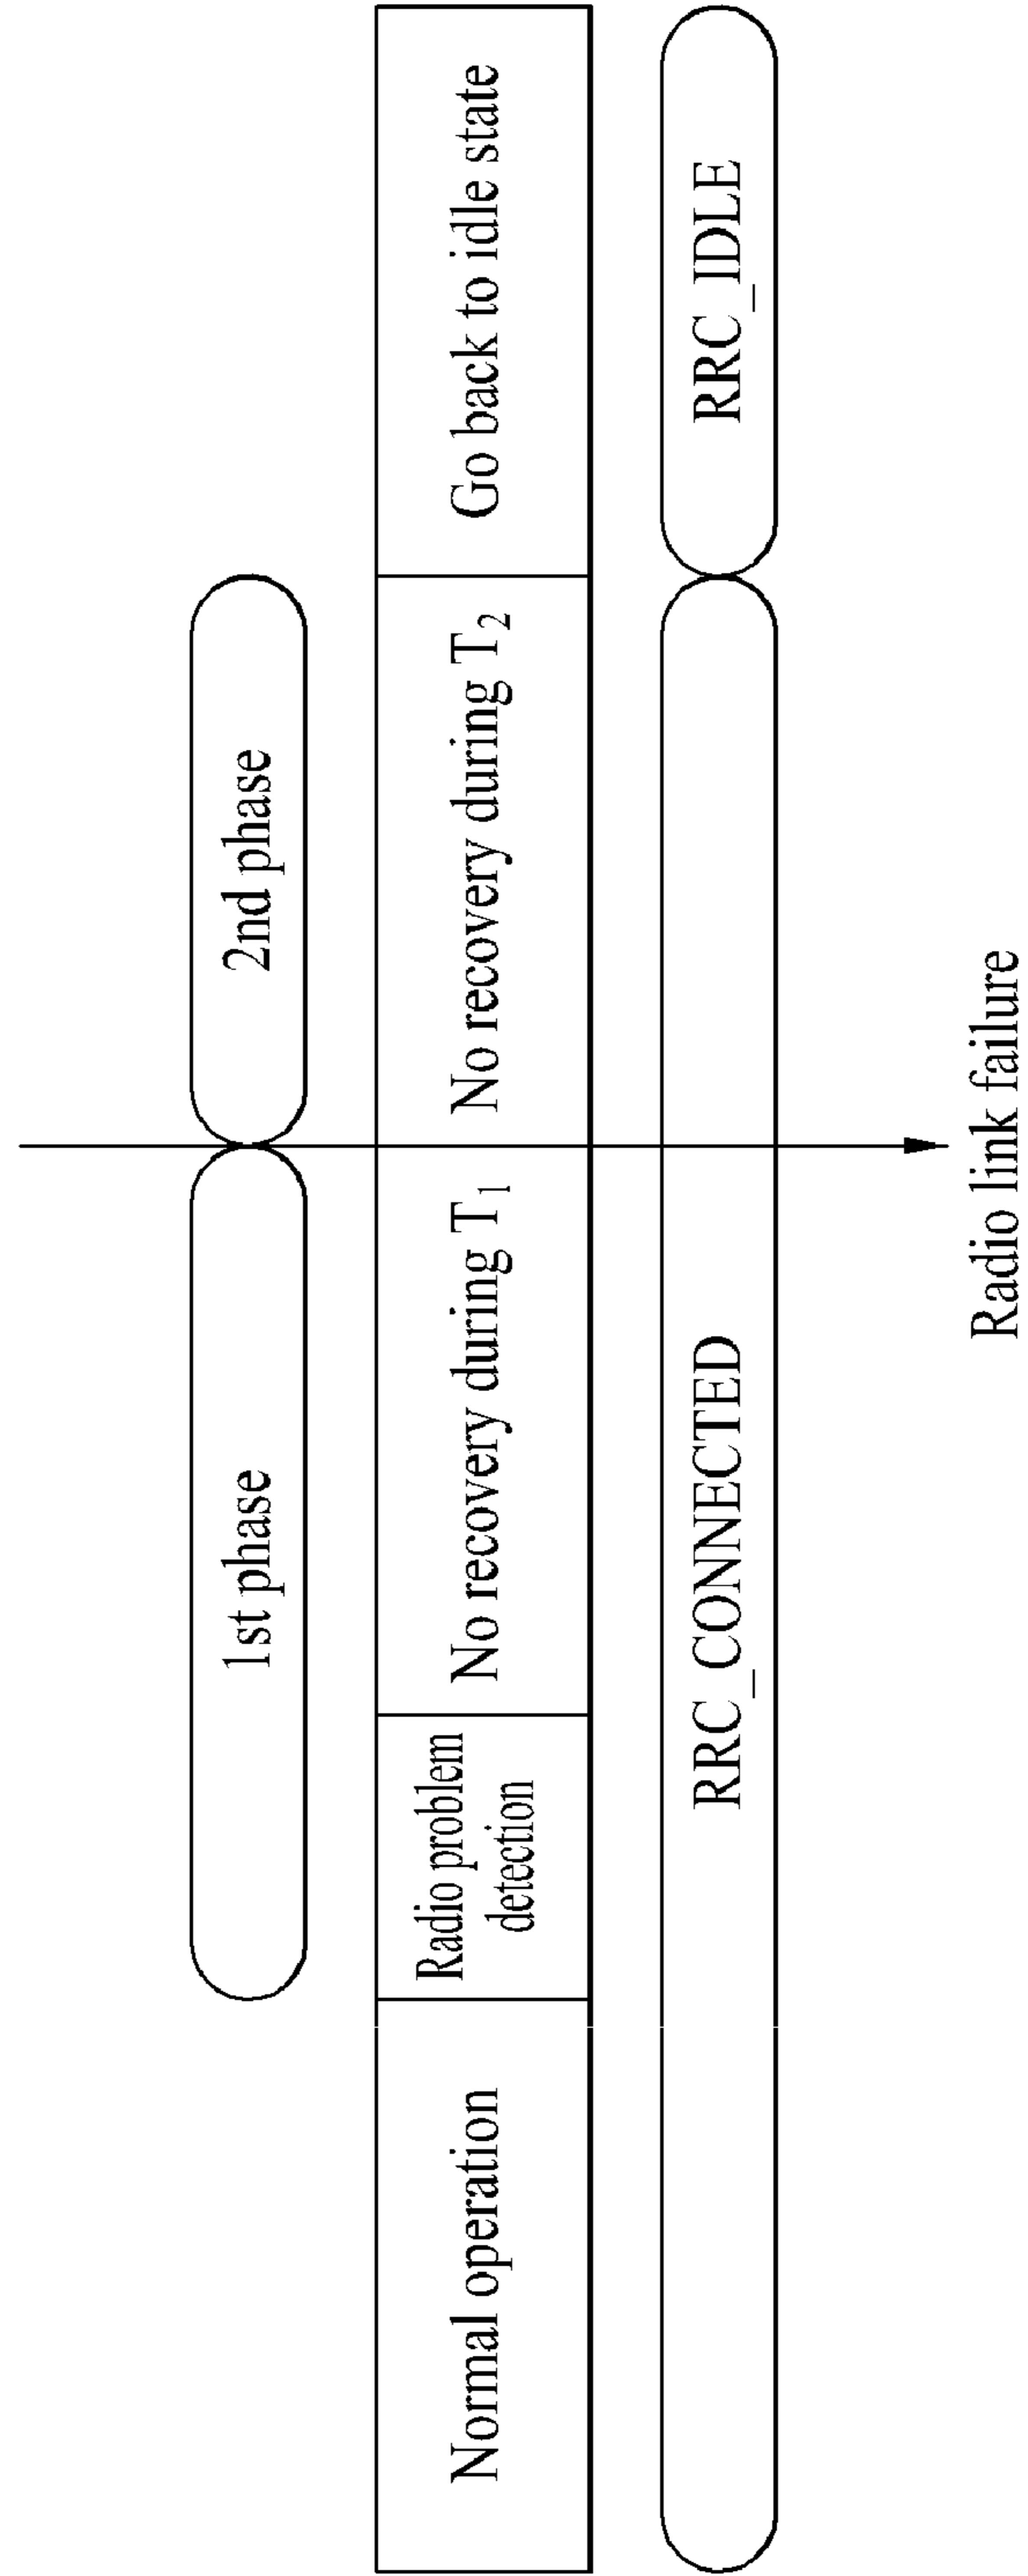 1st phase
2nd phase
Normal operation
Radio problem
detection
No recovery during T₁
No recovery during T₂
Go back to idle state
RRC_CONNECTED
RRC_IDLE
Radio link failure